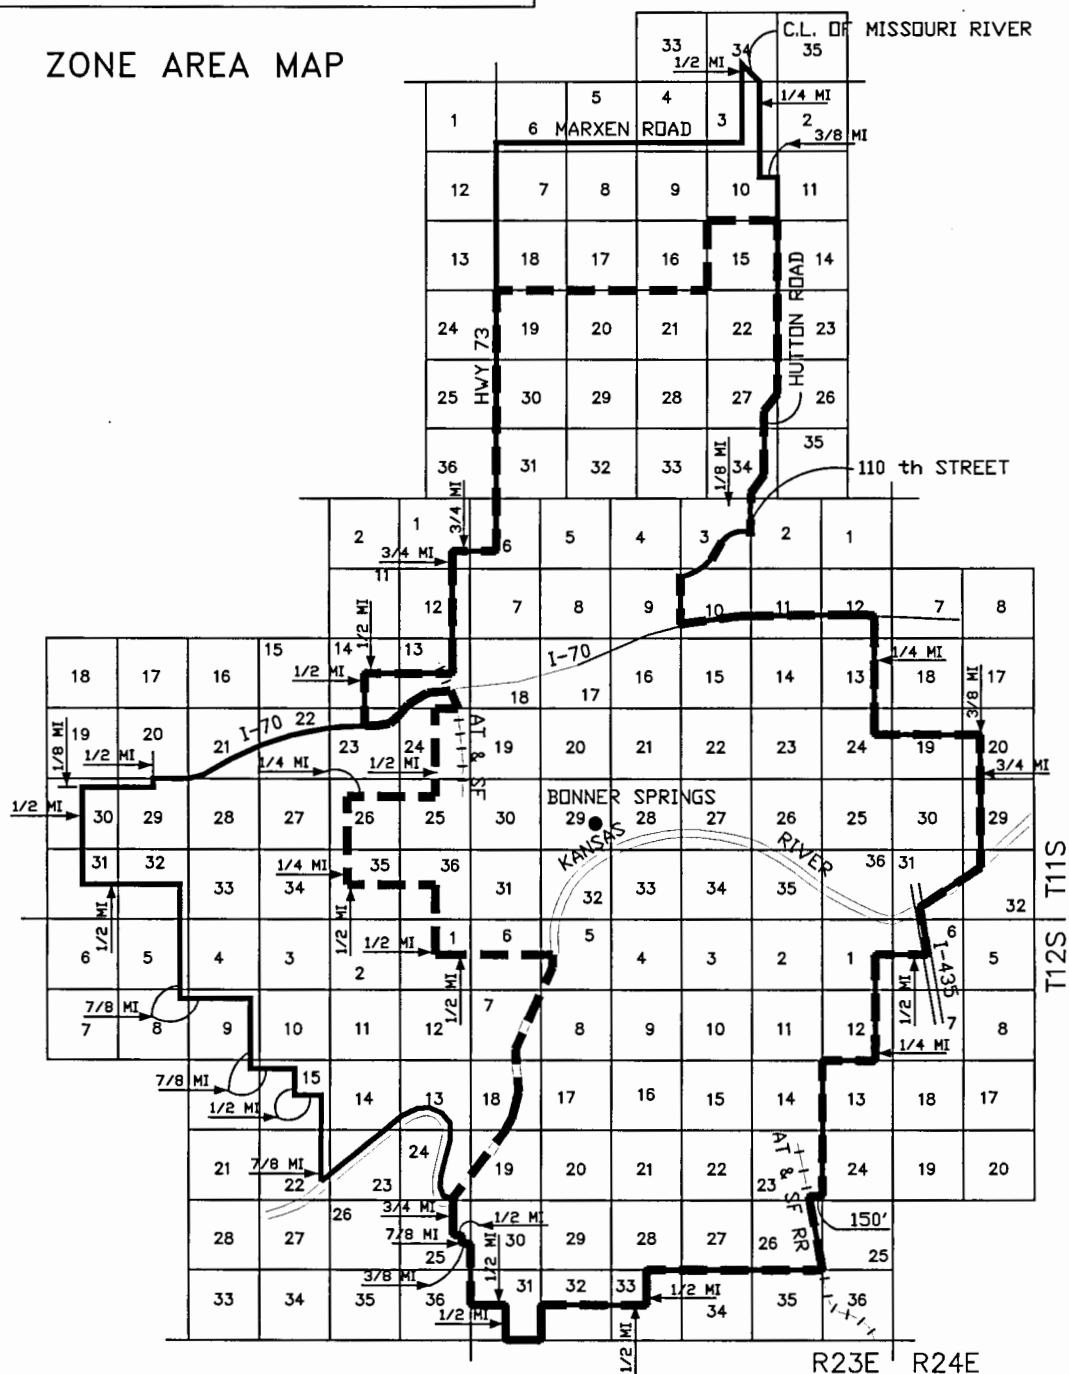 ZONE AREA MAP
C.L. OF MISSOURI RIVER
33 34 35
1/2 MI
1/4 MI
1 6 5 4 3 2
MARXEN ROAD
3/8 MI
12 7 8 9 10 11
13 18 17 16 15 14
HUTTON ROAD
24 19 20 21 22 23
HWY 73
25 30 29 28 27 26
35
36 31 32 33 34
1/8 MI
110 th STREET
3/4 MI
2 1 6 5 4 3 2 1
3/4 MI
11 12 7 8 9 10 11 12 7 8
1/2 MI
15 14 13
I-70
1/4 MI
1/2 MI
18 17 16 18 17 16 15 14 13 18 17
3/8 MI
I-70
22
19 20 21 23 24 19 20 21 22 23 24 19 20
AT & SF
1/8 MI
1/2 MI
1/4 MI
1/2 MI
3/4 MI
BONNER SPRINGS
1/2 MI
30 29 28 27 26 25 30 29 28 27 26 25 30 29
KANSAS RIVER
31 32 33 34 35 36 31 32 33 34 35 36 31 32
1/4 MI
1/2 MI
1/2 MI
1/2 MI
T11S
T12S
6 5 4 3 2 1 6 5 4 3 2 1 6 5
I-435
1/2 MI
1/2 MI
7/8 MI
7 8 9 10 11 12 7 8 9 10 11 12 7 8
1/4 MI
7/8 MI
15 14 13 18 17 16 15 14 13 18 17
1/2 MI
AT & SF RR
7/8 MI
21 22 23 24 19 20 21 22 23 24 19 20
3/4 MI
1/2 MI
150'
7/8 MI
28 27 26 25 30 29 28 27 26 25
3/8 MI
1/2 MI
33 34 35 36 31 32 33 34 35 36
1/2 MI
1/2 MI
1/2 MI
R23E R24E